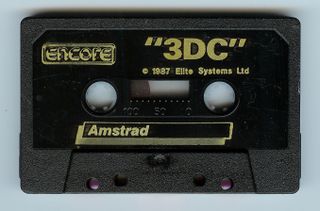 ENCORE
"3DC"
© 1987 Elite Systems Ltd
100 50 0
Amstrad